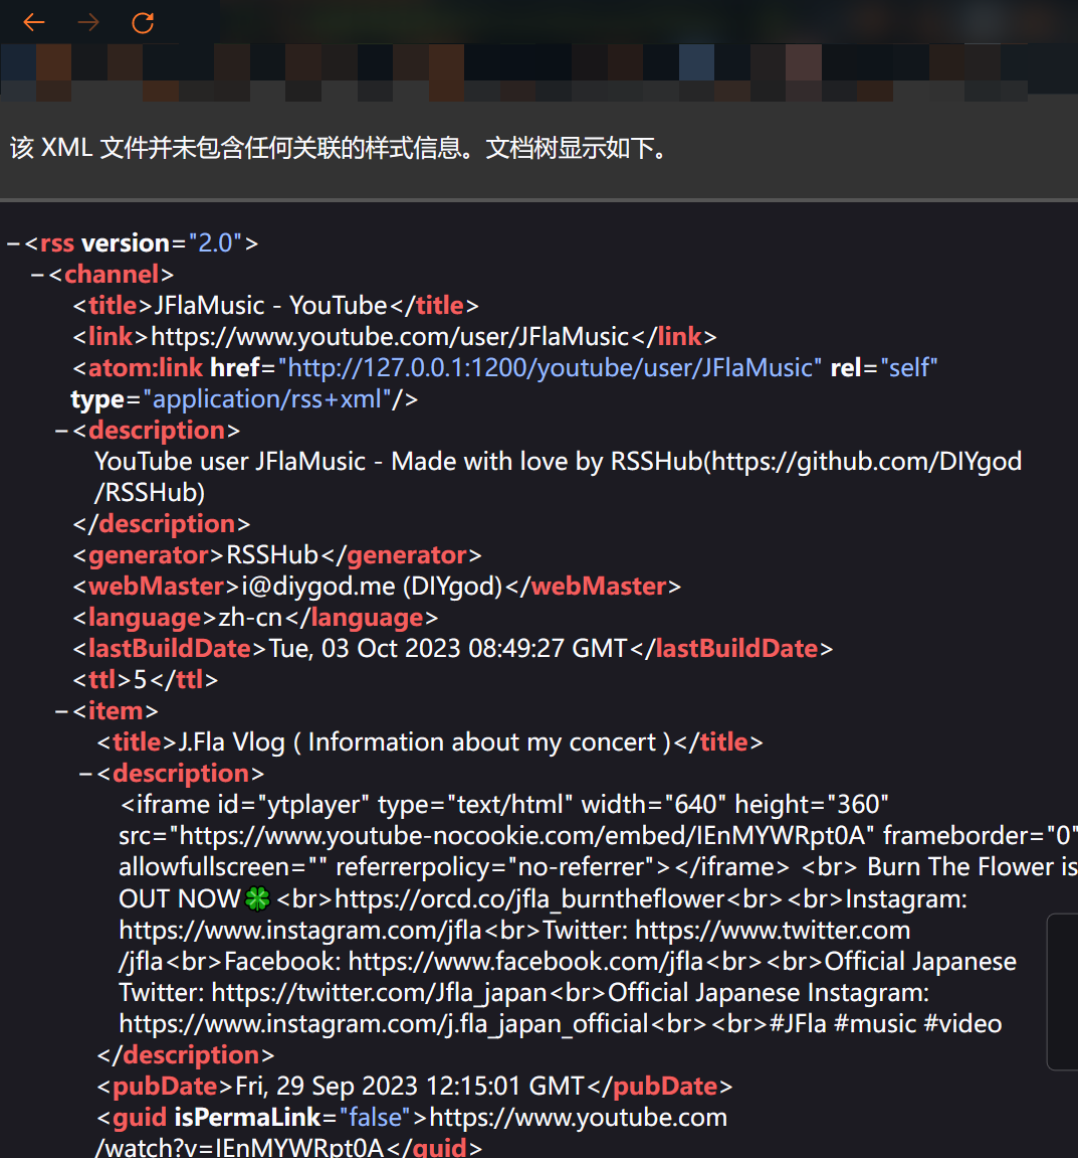 该 XML 文件并未包含任何关联的样式信息。文档树显示如下。
−<rss version="2.0">
−<channel>
<title>JFlaMusic - YouTube</title>
<link>https://www.youtube.com/user/JFlaMusic</link>
<atom:link href="http://127.0.0.1:1200/youtube/user/JFlaMusic" rel="self"
type="application/rss+xml"/>
−<description>
YouTube user JFlaMusic - Made with love by RSSHub(https://github.com/DIYgod
/RSSHub)
</description>
<generator>RSSHub</generator>
<webMaster>i@diygod.me (DIYgod)</webMaster>
<language>zh-cn</language>
<lastBuildDate>Tue, 03 Oct 2023 08:49:27 GMT</lastBuildDate>
<ttl>5</ttl>
−<item>
<title>J.Fla Vlog ( Information about my concert )</title>
−<description>
<iframe id="ytplayer" type="text/html" width="640" height="360"
src="https://www.youtube-nocookie.com/embed/IEnMYWRpt0A" frameborder="0"
allowfullscreen="" referrerpolicy="no-referrer"></iframe> <br> Burn The Flower is
OUT NOW🍀<br>https://orcd.co/jfla_burntheflower<br><br>Instagram:
https://www.instagram.com/jfla<br>Twitter: https://www.twitter.com
/jfla<br>Facebook: https://www.facebook.com/jfla<br><br>Official Japanese
Twitter: https://twitter.com/Jfla_japan<br>Official Japanese Instagram:
https://www.instagram.com/j.fla_japan_official<br><br>#JFla #music #video
</description>
<pubDate>Fri, 29 Sep 2023 12:15:01 GMT</pubDate>
<guid isPermaLink="false">https://www.youtube.com
/watch?v=IEnMYWRpt0A</guid>